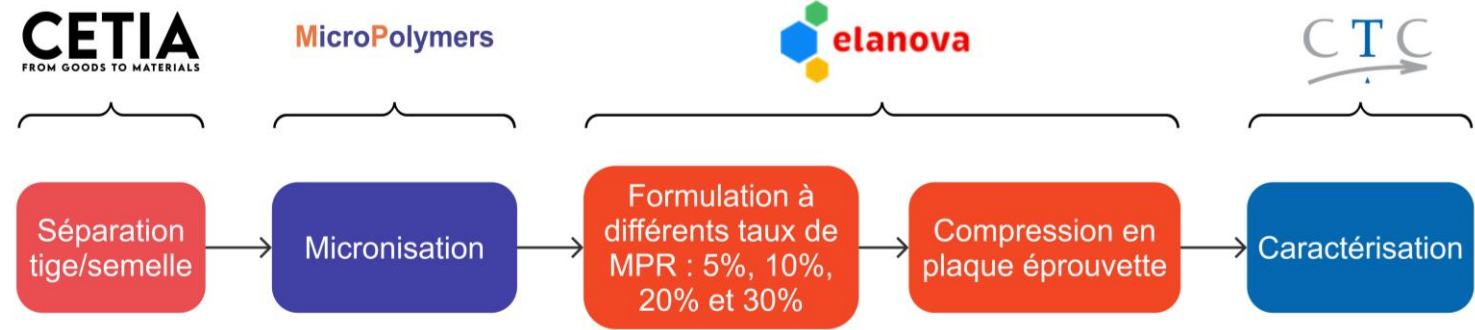 CETIA
FROM GOODS TO MATERIALS
MicroPolymers
elanova
CTC
Séparation
tige/semelle
Micronisation
Formulation à
différents taux de
MPR : 5%, 10%,
20% et 30%
Compression en
plaque éprouvette
Caractérisation